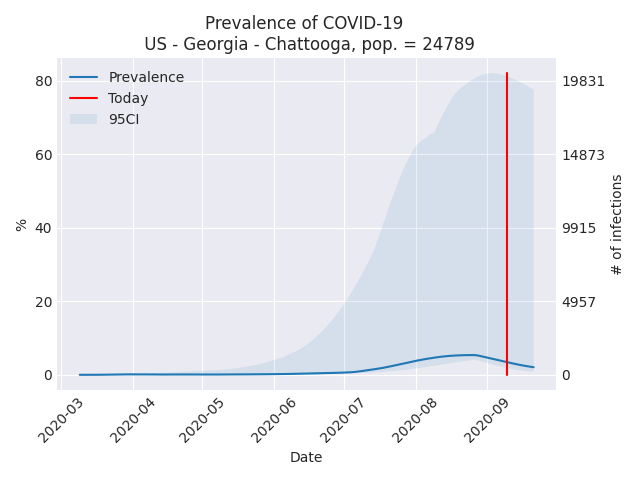 Prevalence of COVID-19
US - Georgia - Chattooga, pop. = 24789
Prevalence
Today
95CI
80
60
40
20
0
%
19831
14873
9915
4957
0
# of infections
2020-03
2020-04
2020-05
2020-06
2020-07
2020-08
2020-09
Date